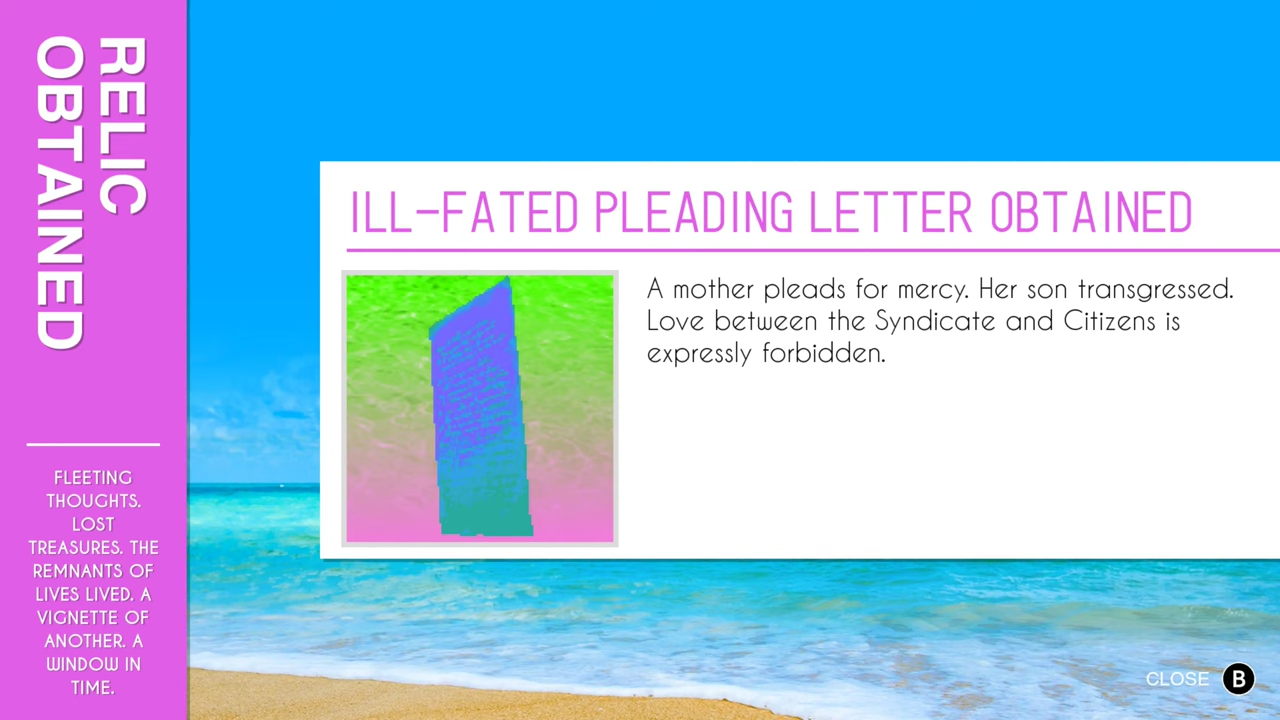 RELIC
OBTAINED
FLEETING
THOUGHTS.
LOST
TREASURES. THE
REMNANTS OF
LIVES LIVED. A
VIGNETTE OF
ANOTHER. A
WINDOW IN
TIME.
ILL-FATED PLEADING LETTER OBTAINED
A mother pleads for mercy. Her son transgressed.
Love between the Syndicate and Citizens is
expressly forbidden.
CLOSE B